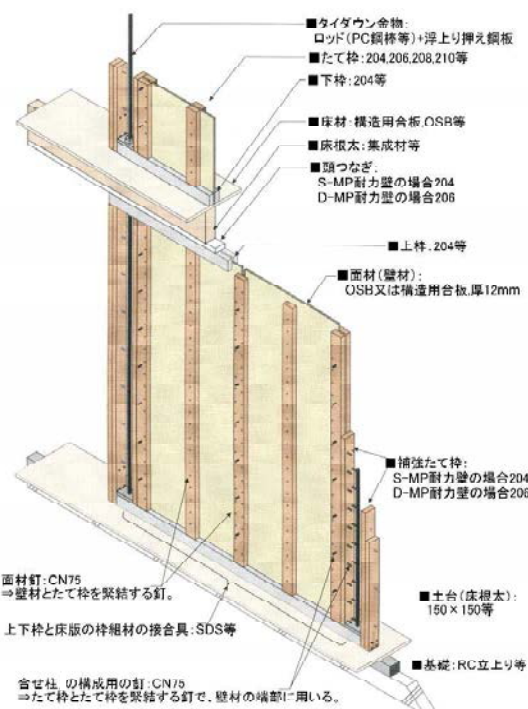 ■タイダウン金物:
ロッド(PC鋼棒等)+浮上り押え鋼板
■たて枠:204,206,208,210等
■下枠:204等
■床材:構造用合板,OSB等
■床根太:集成材等
■頭つなぎ:
S-MP耐力壁の場合204
D-MP耐力壁の場合206
■上枠,204等
■面材(壁材):
OSB又は構造用合板,厚12mm
■補強たて枠:
S-MP耐力壁の場合204
D-MP耐力壁の場合206
面材釘:CN75
⇒壁材とたて枠を緊結する釘。
■土台(床根太):
150×150等
上下枠と床版の枠組材の接合具:SDS等
■基礎:RC立上り等
合せ柱 の構成用の釘:CN75
⇒たて枠とたて枠を緊結する釘で、壁材の端部に用いる。